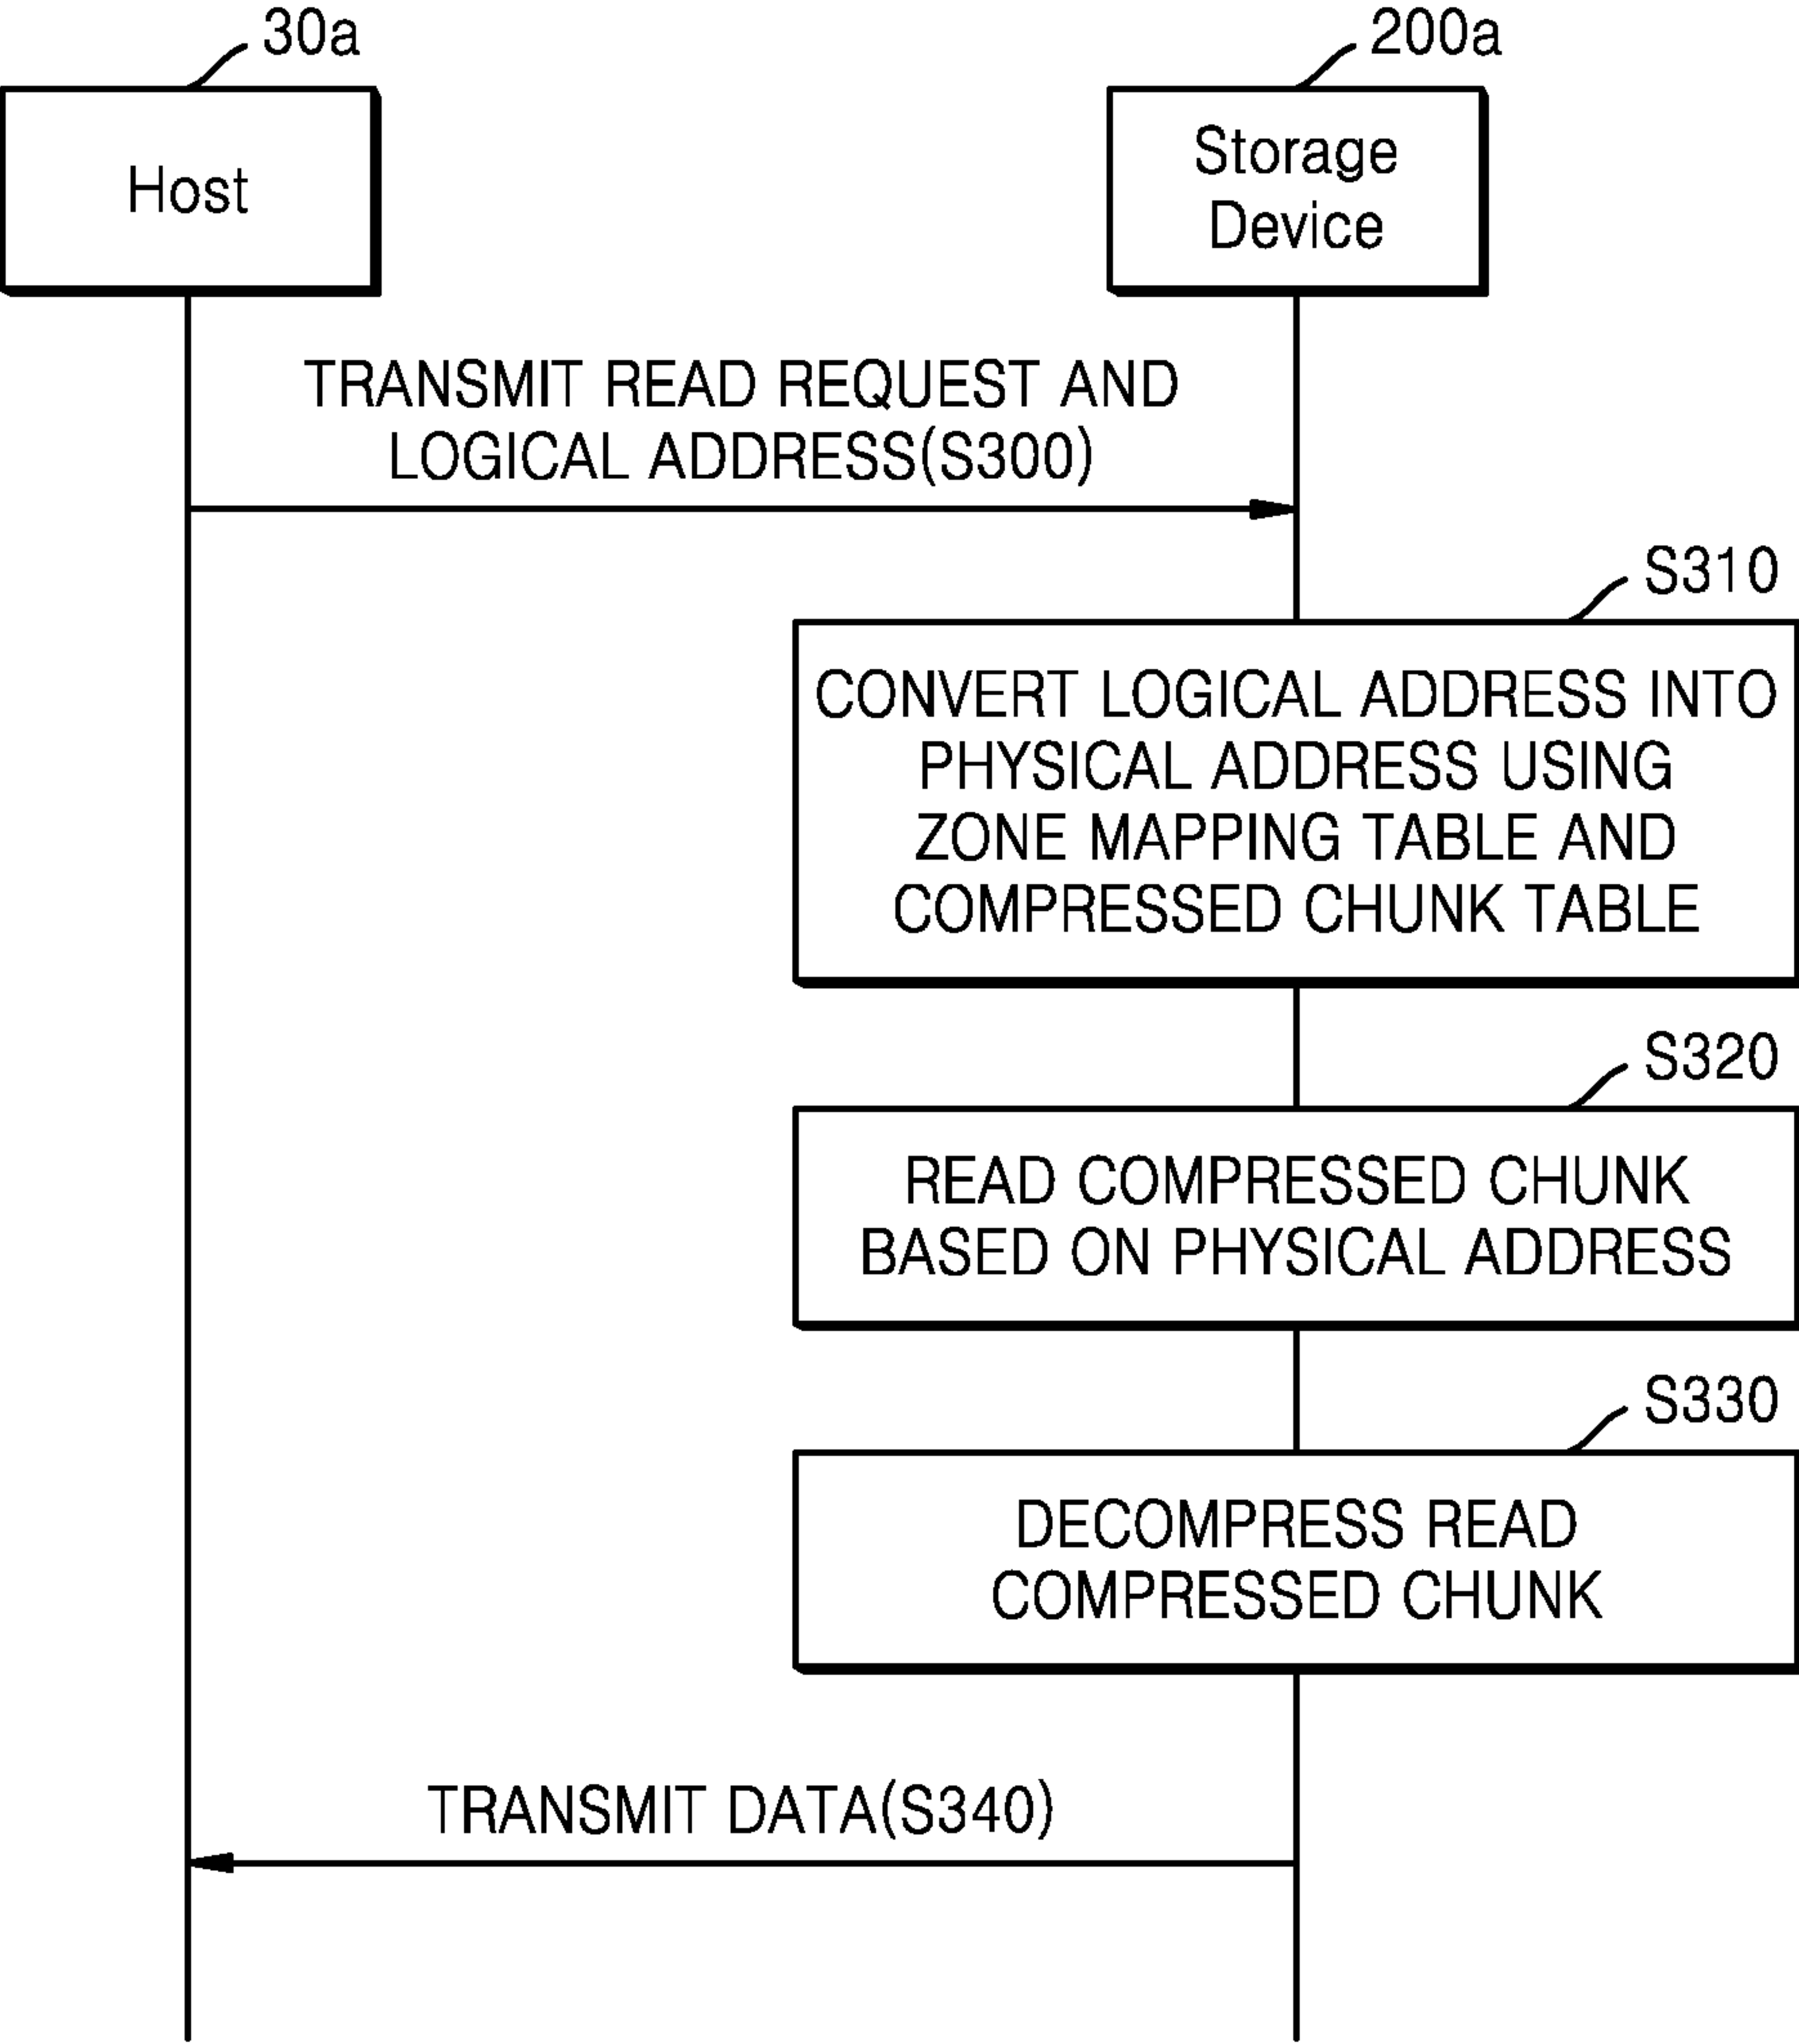 30a
200a
Host
Storage
Device
TRANSMIT READ REQUEST AND
LOGICAL ADDRESS(S300)
S310
CONVERT LOGICAL ADDRESS INTO
PHYSICAL ADDRESS USING
ZONE MAPPING TABLE AND
COMPRESSED CHUNK TABLE
S320
READ COMPRESSED CHUNK
BASED ON PHYSICAL ADDRESS
S330
DECOMPRESS READ
COMPRESSED CHUNK
TRANSMIT DATA(S340)